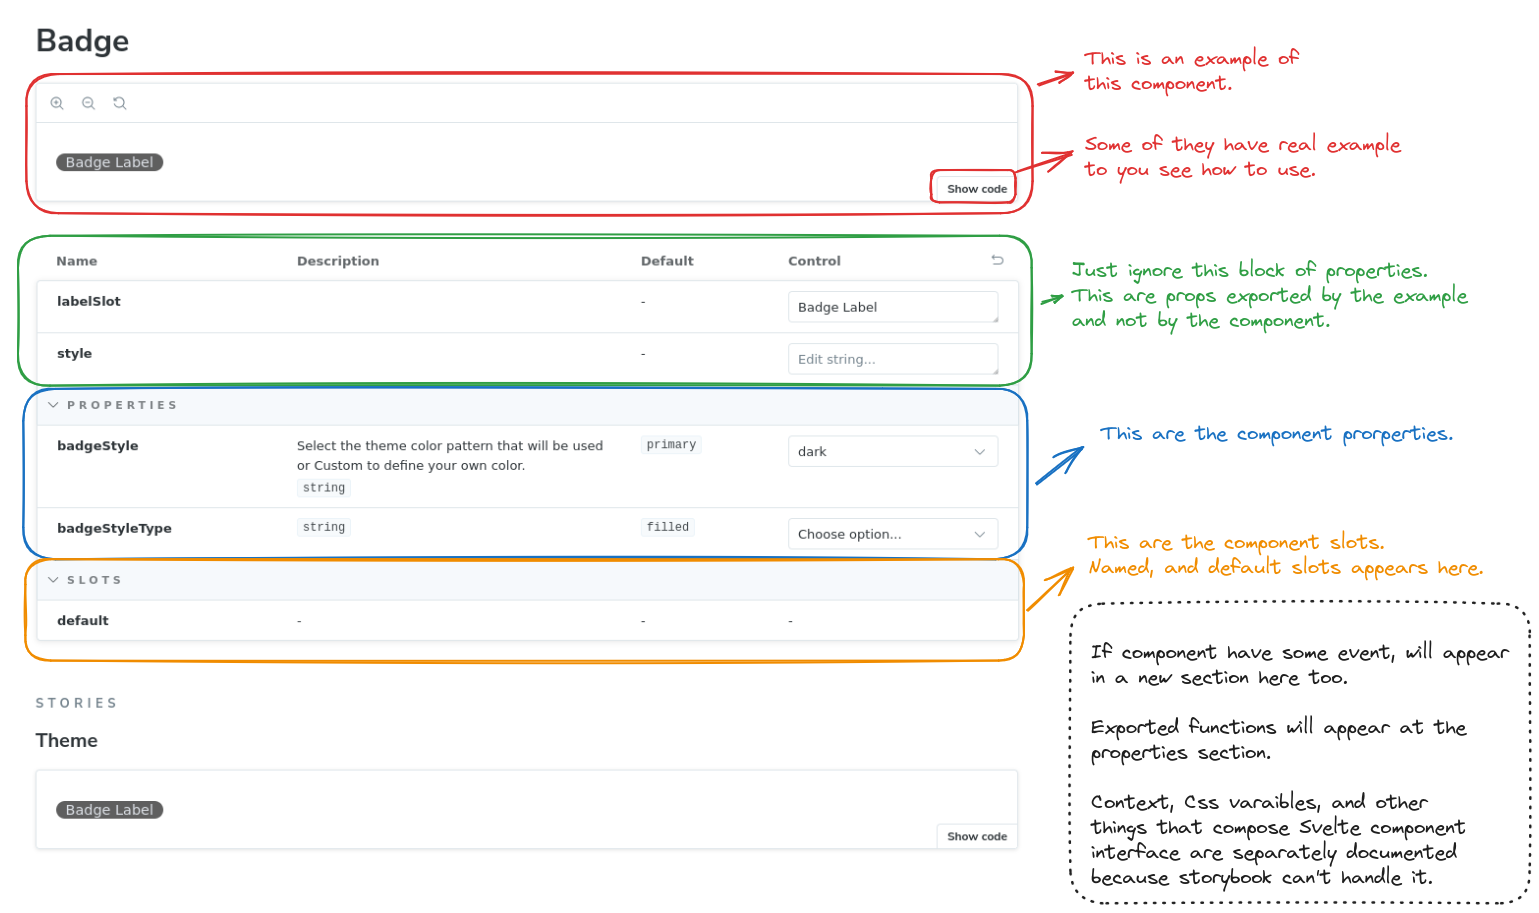 Badge
This is an example of
this component.
Badge Label
Some of they have real example
to you see how to use.
Show code
Name Description Default Control
Just ignore this block of properties.
This are props exported by the example
and not by the component.
labelSlot - Badge Label
style - Edit string...
PROPERTIES
This are the component prorperties.
badgeStyle Select the theme color pattern that will be used primary dark
or Custom to define your own color.
string
badgeStyleType string filled Choose option...
This are the component slots.
Named, and default slots appears here.
SLOTS
default - - -
If component have some event, will appear
in a new section here too.
Exported functions will appear at the
properties section.
Context, Css varaibles, and other
things that compose Svelte component
interface are separately documented
because storybook can't handle it.
STORIES
Theme
Badge Label
Show code